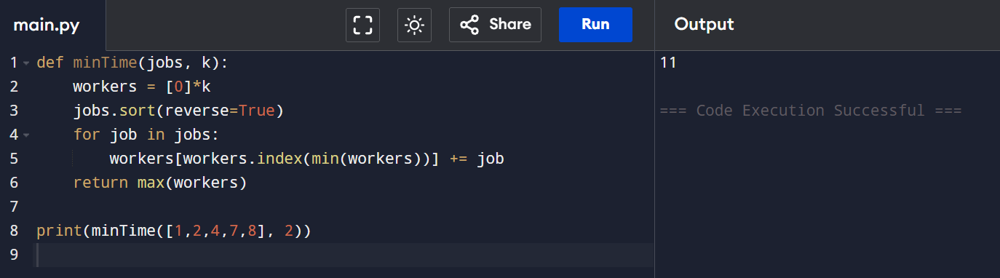 main.py
Share
Run
Output
1 def minTime(jobs, k):
2     workers = [0]*k
3     jobs.sort(reverse=True)
4     for job in jobs:
5         workers[workers.index(min(workers))] += job
6     return max(workers)
7
8 print(minTime([1,2,4,7,8], 2))
9
11
=== Code Execution Successful ===